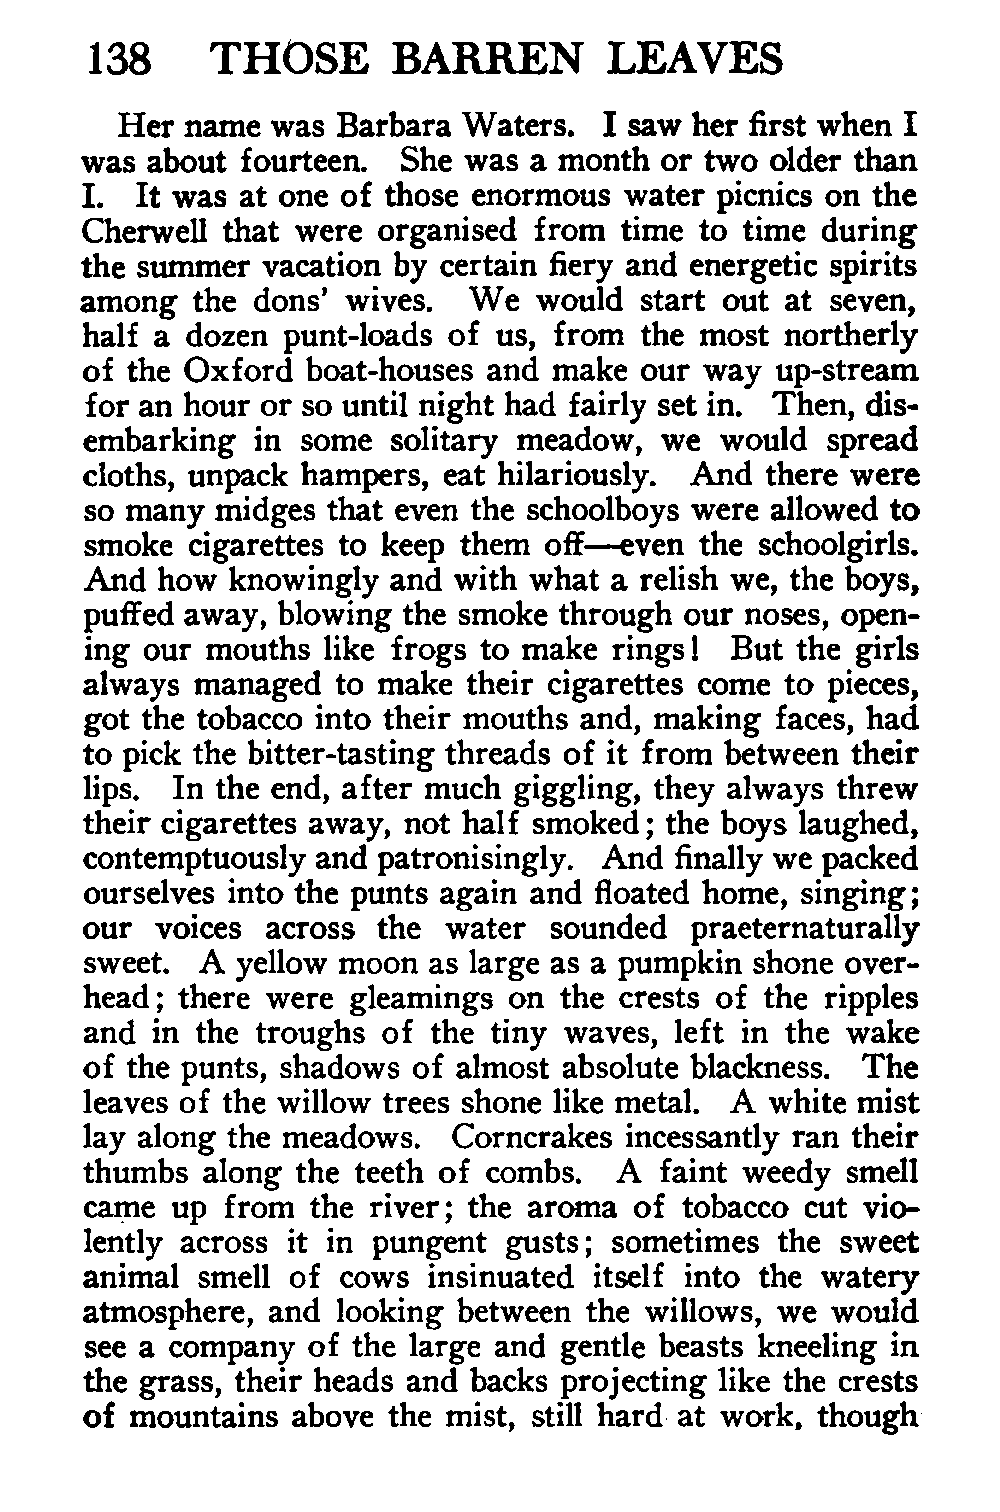 138 THOSE BARREN LEAVES
Her name was Barbara Waters. I saw her first when I
was about fourteen. She was a month or two older than
I. It was at one of those enormous water picnics on the
Cherwell that were organised from time to time during
the summer vacation by certain fiery and energetic spirits
among the dons' wives. We would start out at seven,
half a dozen punt-loads of us, from the most northerly
of the Oxford boat-houses and make our way up-stream
for an hour or so until night had fairly set in. Then, dis-
embarking in some solitary meadow, we would spread
cloths, unpack hampers, eat hilariously. And there were
so many midges that even the schoolboys were allowed to
smoke cigarettes to keep them off—even the schoolgirls.
And how knowingly and with what a relish we, the boys,
puffed away, blowing the smoke through our noses, open-
ing our mouths like frogs to make rings! But the girls
always managed to make their cigarettes come to pieces,
got the tobacco into their mouths and, making faces, had
to pick the bitter-tasting threads of it from between their
lips. In the end, after much giggling, they always threw
their cigarettes away, not half smoked; the boys laughed,
contemptuously and patronisingly. And finally we packed
ourselves into the punts again and floated home, singing;
our voices across the water sounded praeternaturally
sweet. A yellow moon as large as a pumpkin shone over-
head; there were gleamings on the crests of the ripples
and in the troughs of the tiny waves, left in the wake
of the punts, shadows of almost absolute blackness. The
leaves of the willow trees shone like metal. A white mist
lay along the meadows. Corncrakes incessantly ran their
thumbs along the teeth of combs. A faint weedy smell
came up from the river; the aroma of tobacco cut vio-
lently across it in pungent gusts; sometimes the sweet
animal smell of cows insinuated itself into the watery
atmosphere, and looking between the willows, we would
see a company of the large and gentle beasts kneeling in
the grass, their heads and backs projecting like the crests
of mountains above the mist, still hard at work, though